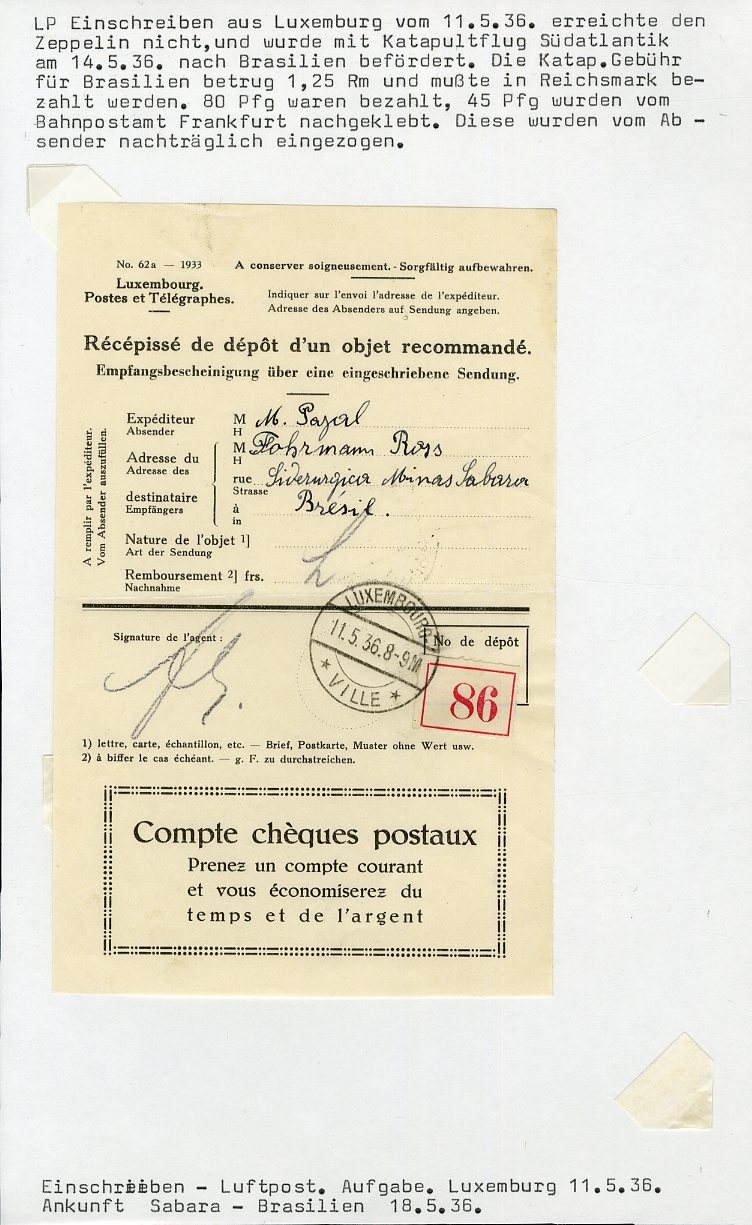 LP Einschreiben aus Luxemburg vom 11.5.36. erreichte den
Zeppelin nicht,und wurde mit Katapultflug Südatlantik
am 14.5.36. nach Brasilien befördert. Die Katap.Gebühr
für Brasilien betrug 1,25 Rm und mußte in Reichsmark be-
zahlt werden. 80 Pfg waren bezahlt, 45 Pfg wurden vom
Bahnpostamt Frankfurt nachgeklebt. Diese wurden vom Ab -
sender nachträglich eingezogen.
No. 62a — 1933
A conserver soigneusement. - Sorgfältig aufbewahren.
Luxembourg.
Postes et Télégraphes.
Indiquer sur l'envoi l'adresse de l'expéditeur.
Adresse des Absenders auf Sendung angeben.
Récépissé de dépôt d'un objet recommandé.
Empfangsbescheinigung über eine eingeschriebene Sendung.
A remplir par l'expéditeur.
Vom Absender auszufüllen.
Expéditeur M M. Pazal
Absender H
Adresse du M Fohrmann Ross
Adresse des H
rue Siderurgica Minas Sabara
Strasse
destinataire à Brésil.
Empfängers in
Nature de l'objet 1]
Art der Sendung
Remboursement 2] frs.
Nachnahme
LUXEMBOURG
11.5.36.8-9M
* VILLE *
Signature de l'agent :
No de dépôt
86
1) lettre, carte, échantillon, etc. — Brief, Postkarte, Muster ohne Wert usw.
2) à biffer le cas échéant. — g. F. zu durchstreichen.
Compte chèques postaux
Prenez un compte courant
et vous économiserez du
temps et de l'argent
Einschreiben - Luftpost. Aufgabe. Luxemburg 11.5.36.
Ankunft Sabara - Brasilien 18.5.36.